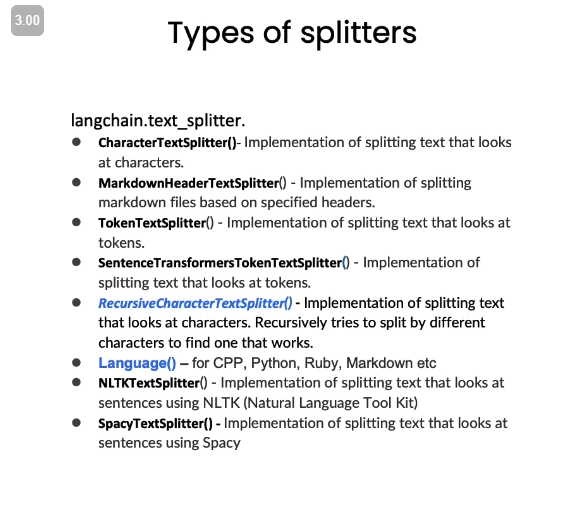 3.00
Types of splitters
langchain.text_splitter.
● CharacterTextSplitter()- Implementation of splitting text that looks
at characters.
● MarkdownHeaderTextSplitter() - Implementation of splitting
markdown files based on specified headers.
● TokenTextSplitter() - Implementation of splitting text that looks at
tokens.
● SentenceTransformersTokenTextSplitter() - Implementation of
splitting text that looks at tokens.
● RecursiveCharacterTextSplitter() - Implementation of splitting text
that looks at characters. Recursively tries to split by different
characters to find one that works.
● Language() – for CPP, Python, Ruby, Markdown etc
● NLTKTextSplitter() - Implementation of splitting text that looks at
sentences using NLTK (Natural Language Tool Kit)
● SpacyTextSplitter() - Implementation of splitting text that looks at
sentences using Spacy